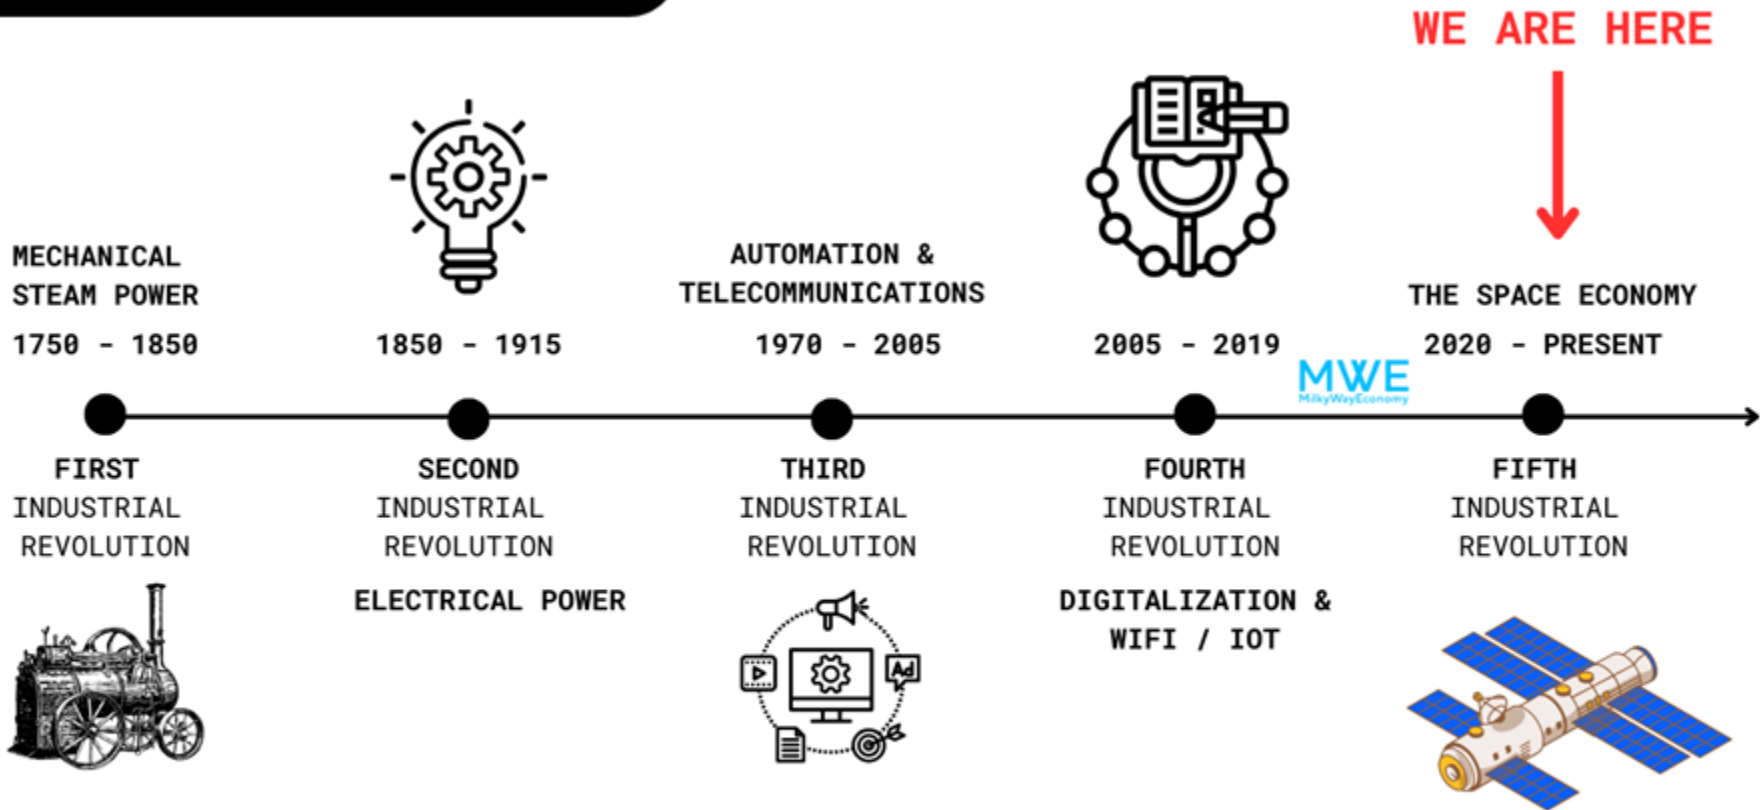 WE ARE HERE
MECHANICAL
STEAM POWER
1750 - 1850
1850 - 1915
AUTOMATION &
TELECOMMUNICATIONS
1970 - 2005
2005 - 2019
THE SPACE ECONOMY
2020 - PRESENT
MWE
MilkyWayEconomy
FIRST
INDUSTRIAL
REVOLUTION
SECOND
INDUSTRIAL
REVOLUTION
ELECTRICAL POWER
THIRD
INDUSTRIAL
REVOLUTION
Ad
FOURTH
INDUSTRIAL
REVOLUTION
DIGITALIZATION &
WIFI / IOT
FIFTH
INDUSTRIAL
REVOLUTION